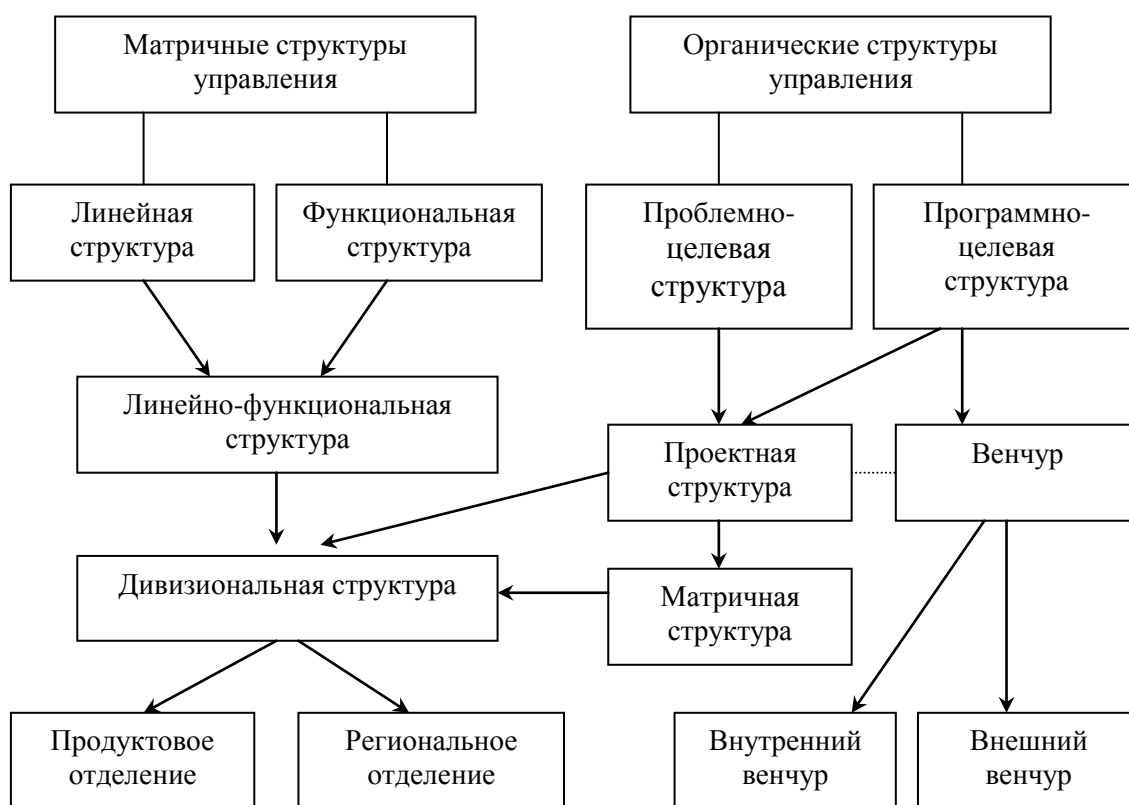 Матричные структуры
управления
Органические структуры
управления
Линейная
структура
Функциональная
структура
Проблемно-
целевая
структура
Программно-
целевая
структура
Линейно-функциональная
структура
Проектная
структура
Венчур
Дивизиональная структура
Матричная
структура
Продуктовое
отделение
Региональное
отделение
Внутренний
венчур
Внешний
венчур